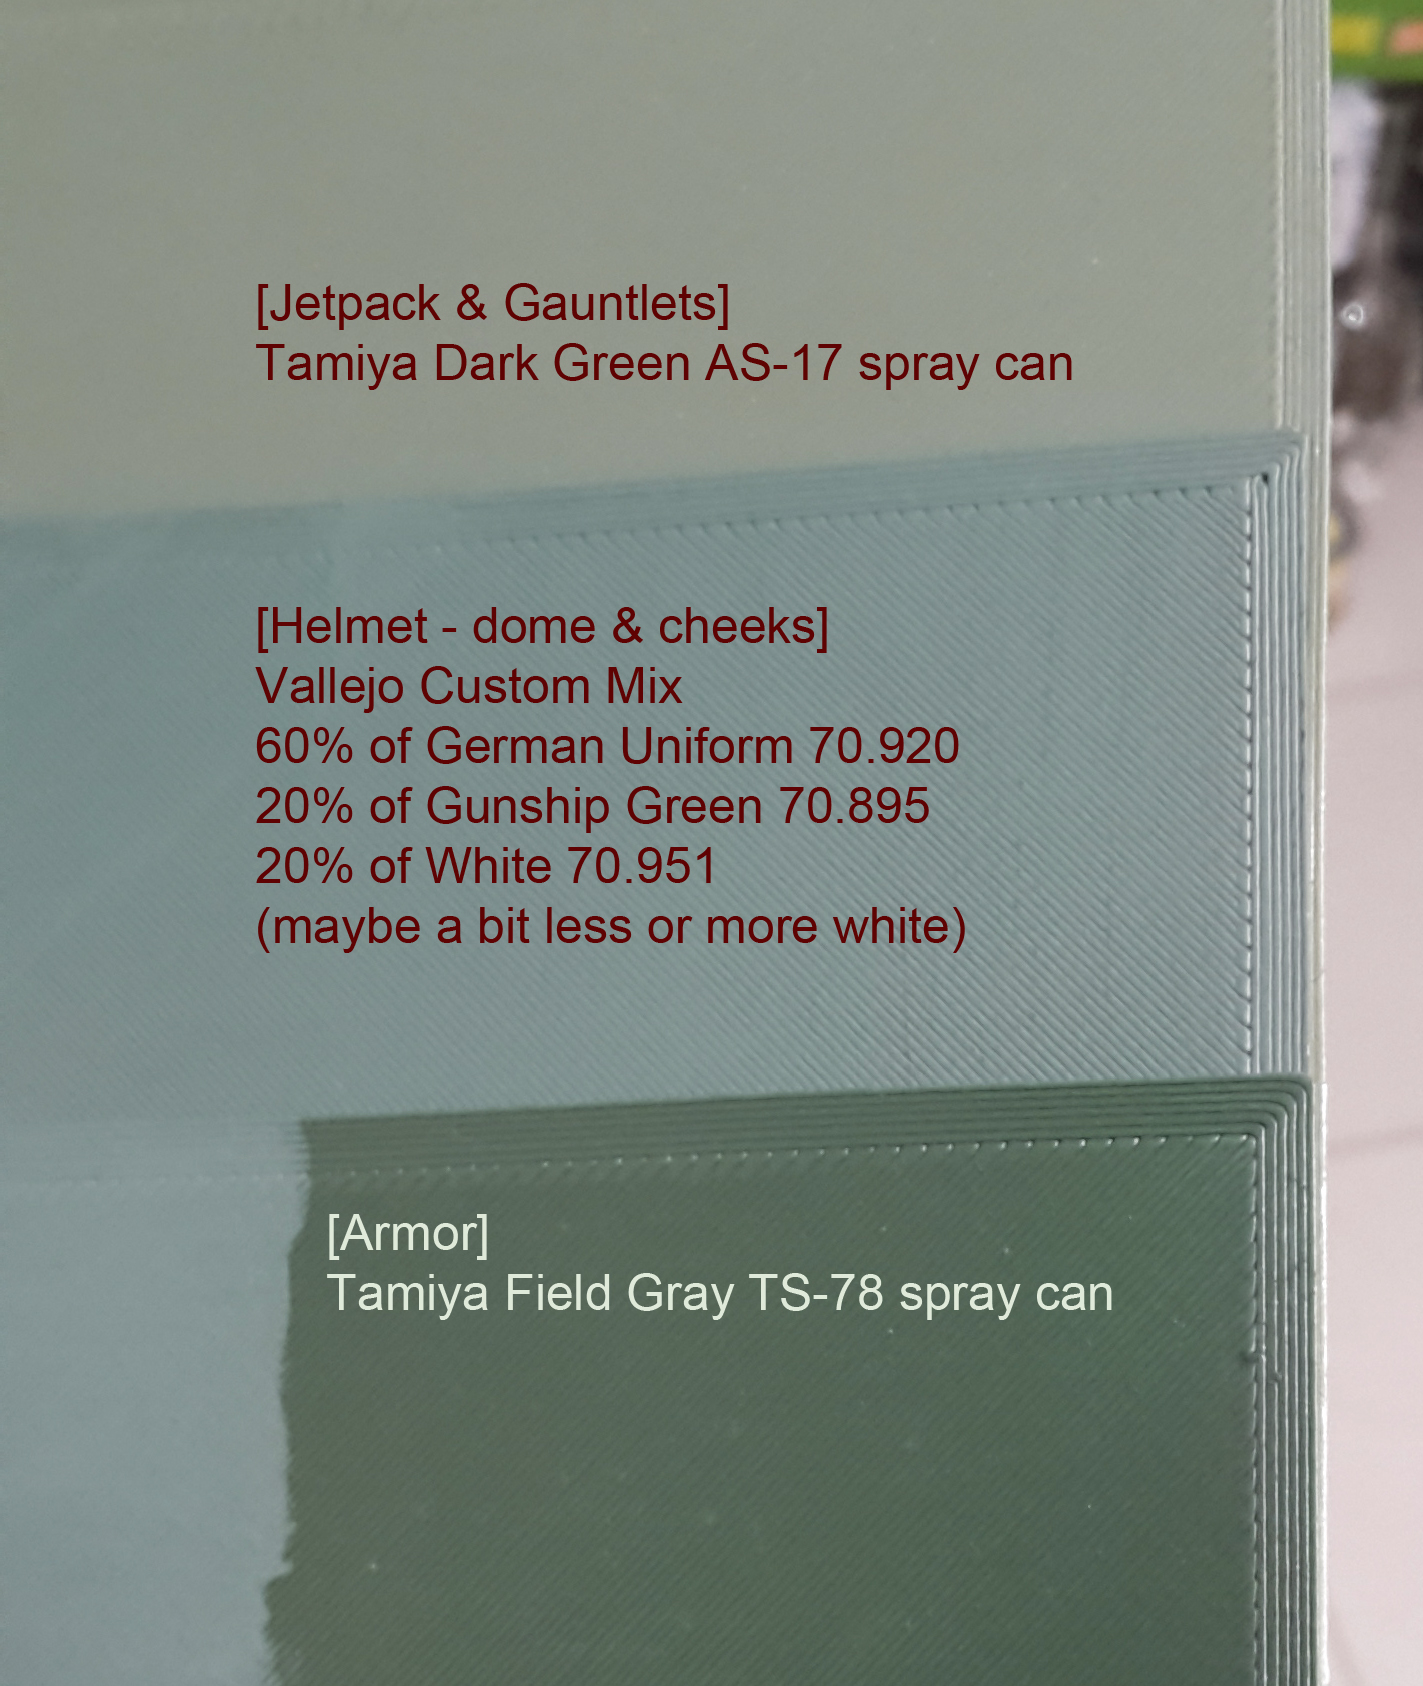 [Jetpack & Gauntlets]
Tamiya Dark Green AS-17 spray can
[Helmet - dome & cheeks]
Vallejo Custom Mix
60% of German Uniform 70.920
20% of Gunship Green 70.895
20% of White 70.951
(maybe a bit less or more white)
[Armor]
Tamiya Field Gray TS-78 spray can